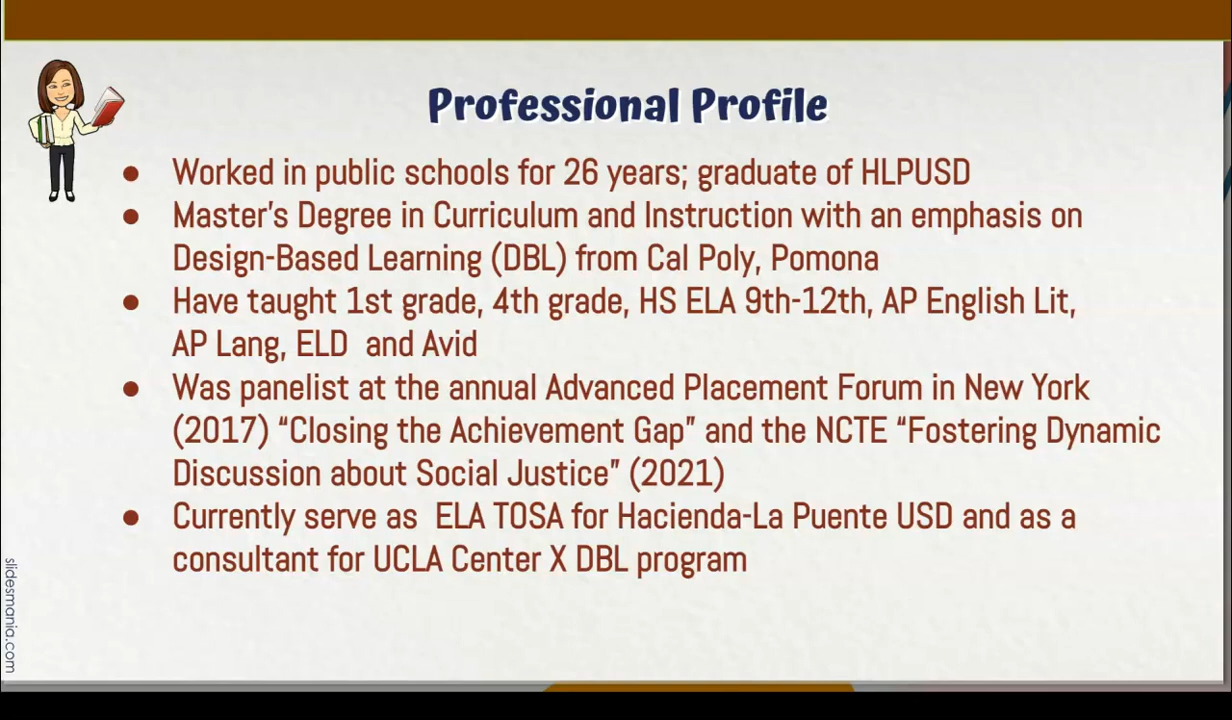 Professional Profile
● Worked in public schools for 26 years; graduate of HLPUSD
● Master's Degree in Curriculum and Instruction with an emphasis on
Design-Based Learning (DBL) from Cal Poly, Pomona
● Have taught 1st grade, 4th grade, HS ELA 9th-12th, AP English Lit,
AP Lang, ELD  and Avid
● Was panelist at the annual Advanced Placement Forum in New York
(2017) “Closing the Achievement Gap” and the NCTE “Fostering Dynamic
Discussion about Social Justice” (2021)
● Currently serve as  ELA TOSA for Hacienda-La Puente USD and as a
consultant for UCLA Center X DBL program
slidesmania.com